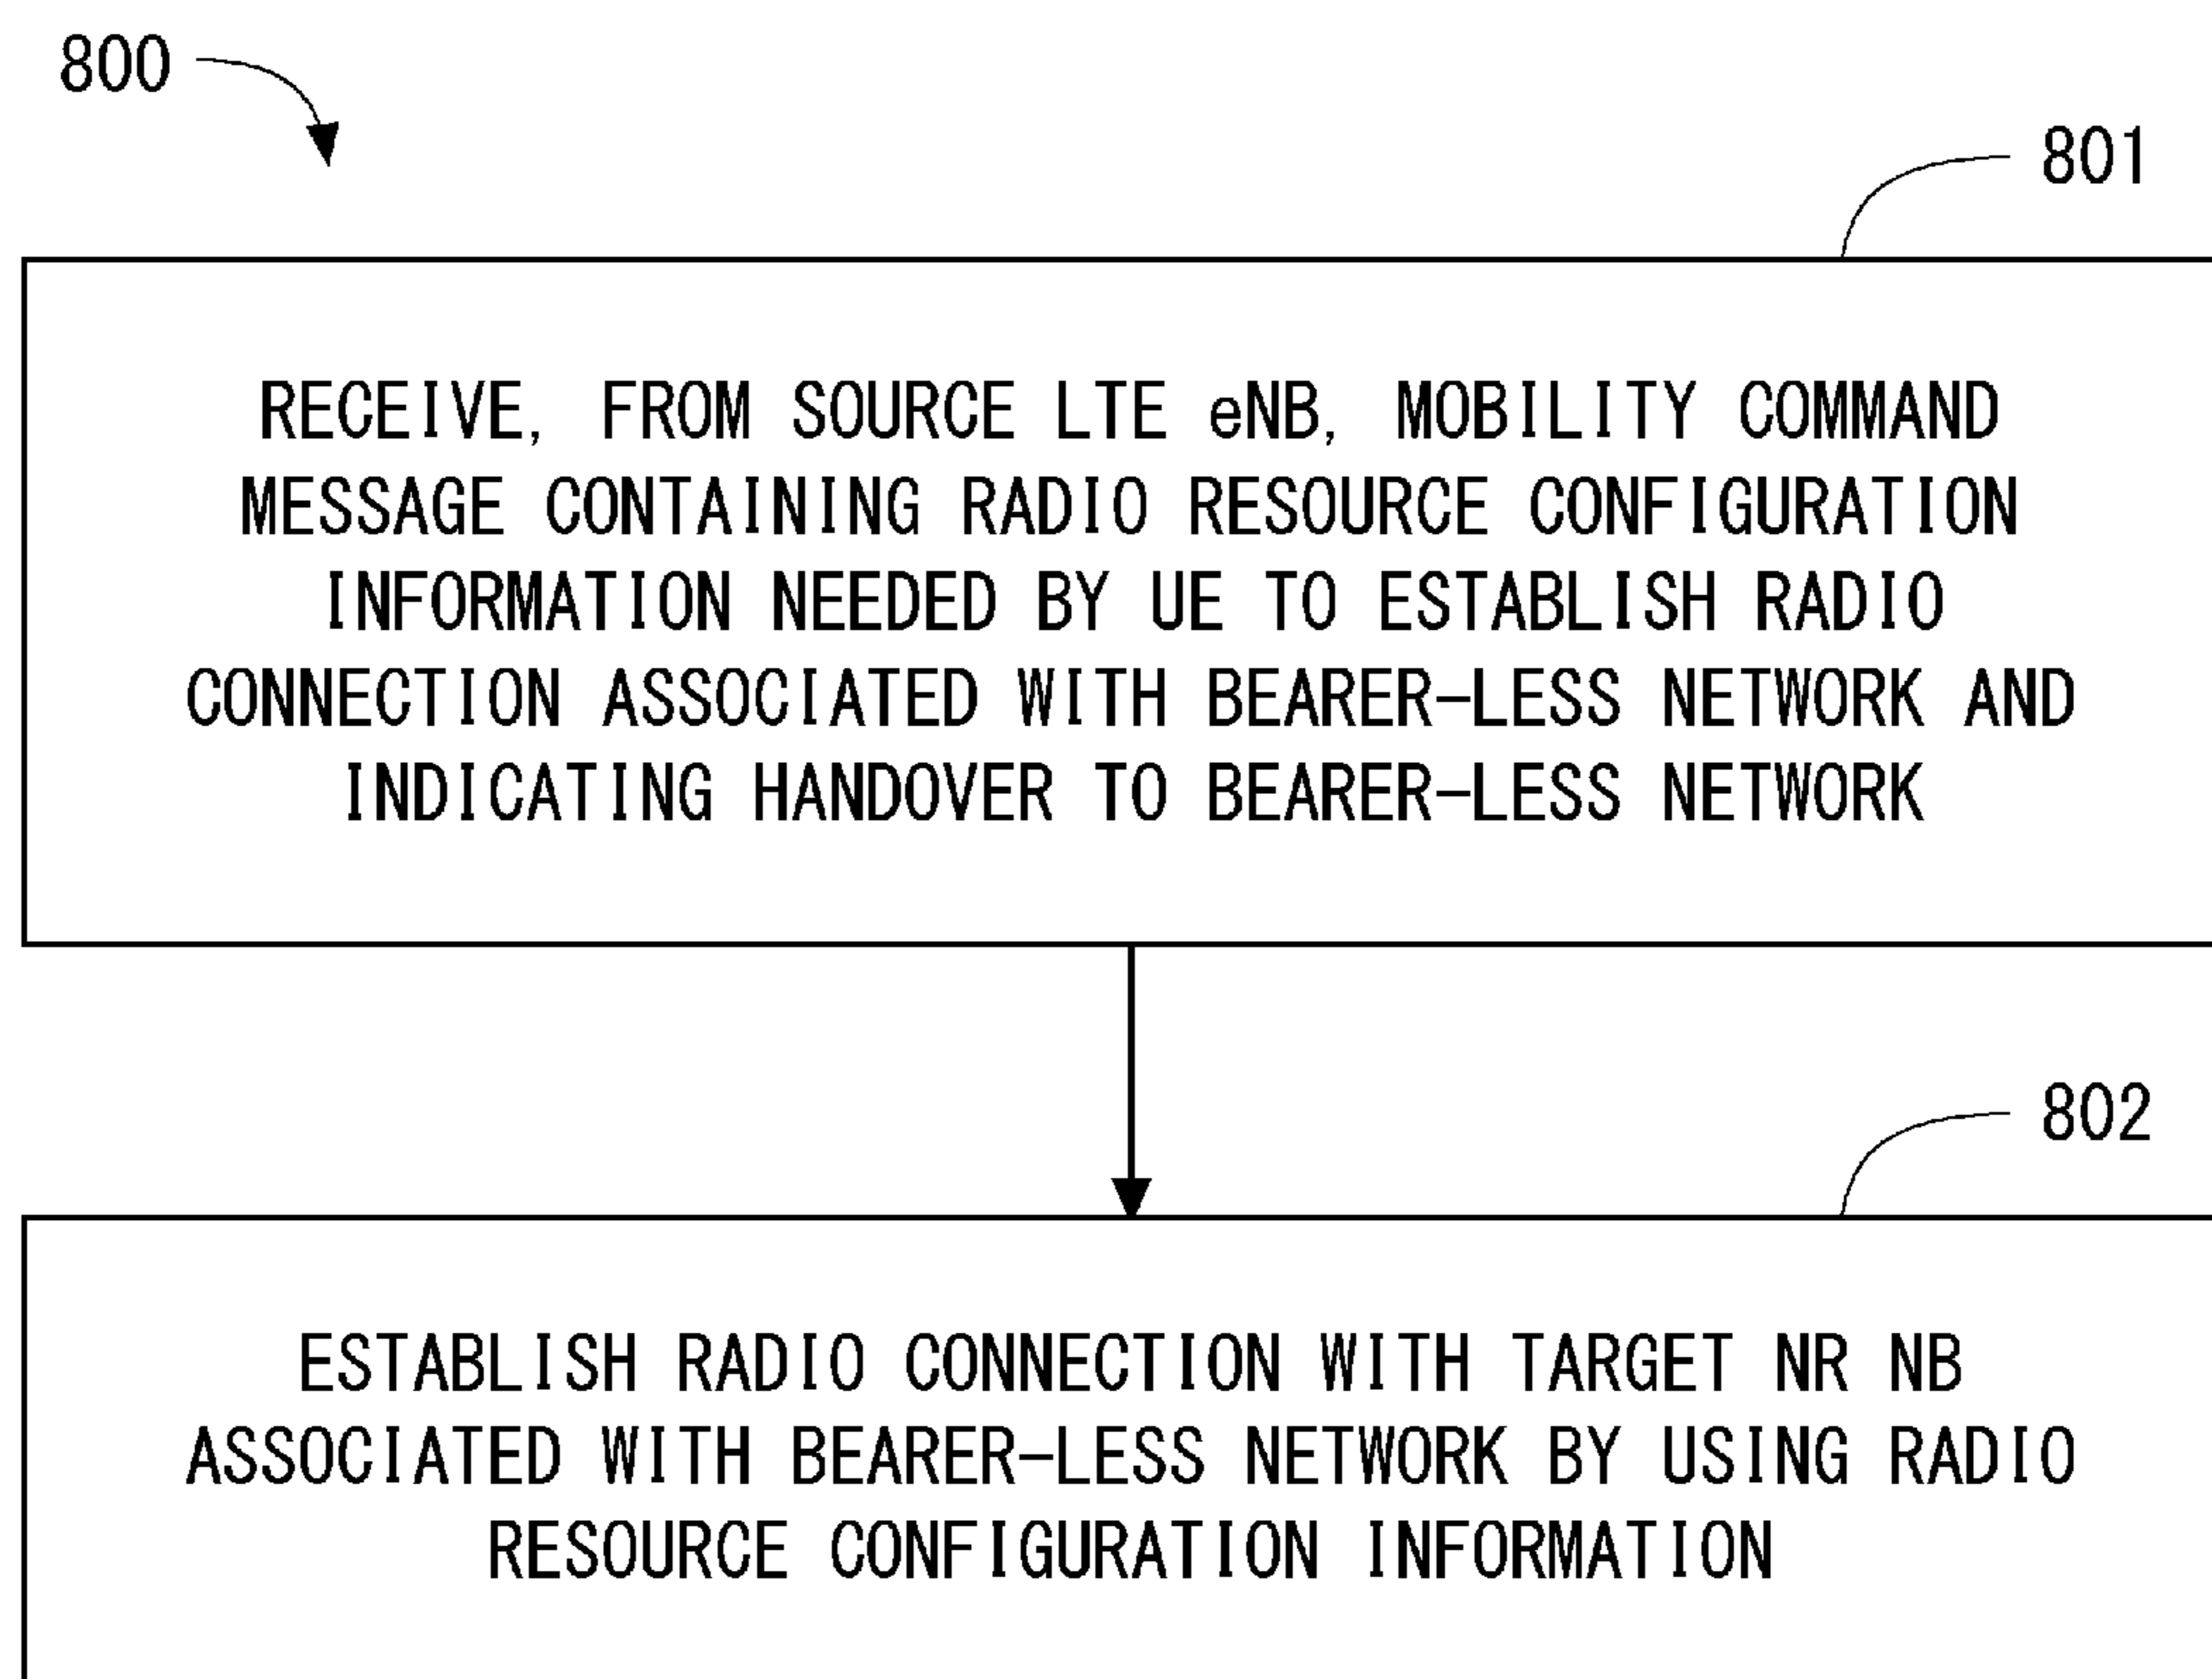 800
801
RECEIVE, FROM SOURCE LTE eNB, MOBILITY COMMAND
MESSAGE CONTAINING RADIO RESOURCE CONFIGURATION
INFORMATION NEEDED BY UE TO ESTABLISH RADIO
CONNECTION ASSOCIATED WITH BEARER-LESS NETWORK AND
INDICATING HANDOVER TO BEARER-LESS NETWORK
802
ESTABLISH RADIO CONNECTION WITH TARGET NR NB
ASSOCIATED WITH BEARER-LESS NETWORK BY USING RADIO
RESOURCE CONFIGURATION INFORMATION